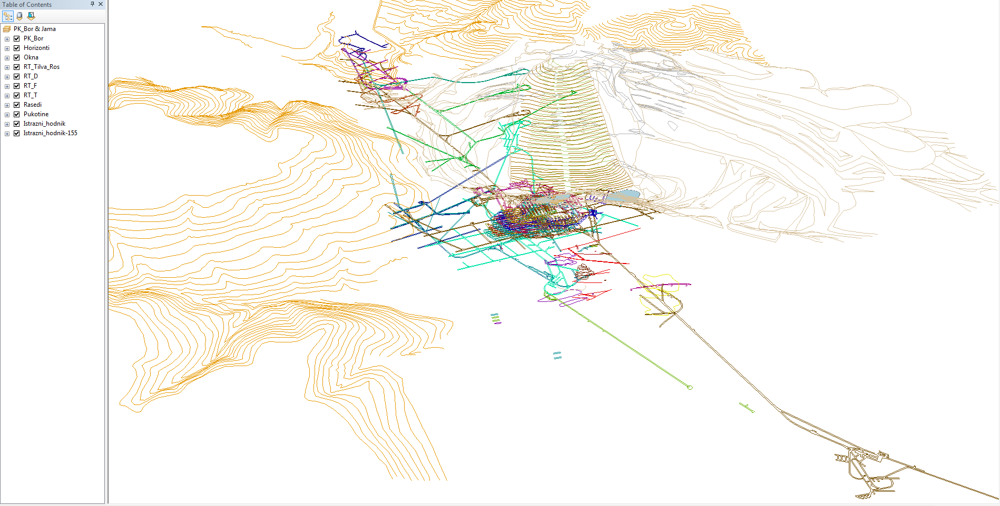 Table of Contents
PK_Bor & Jama
PK_Bor
Horizonti
Okna
RT_Tilva_Ros
RT_D
RT_F
RT_T
Rasedi
Pukotine
Istrazni_hodnik
Istrazni_hodnik-155